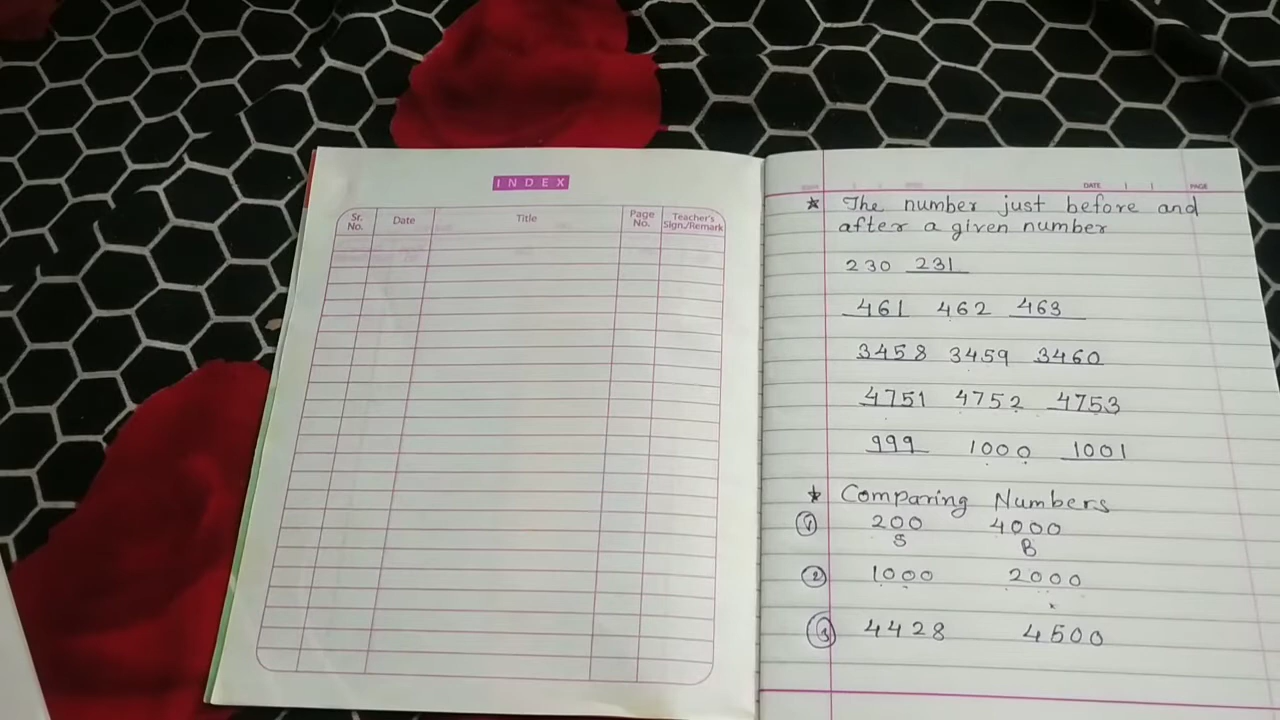 INDEX
Sr. No. Date Title Page No. Teacher's Sign./Remark
DATE PAGE
★ The number just before and
after a given number
230 231
461 462 463
3458 3459 3460
4751 4752 4753
999 1000 1001
★ Comparing Numbers
① 200 4000
S B
② 1000 2000
③ 4428 4500